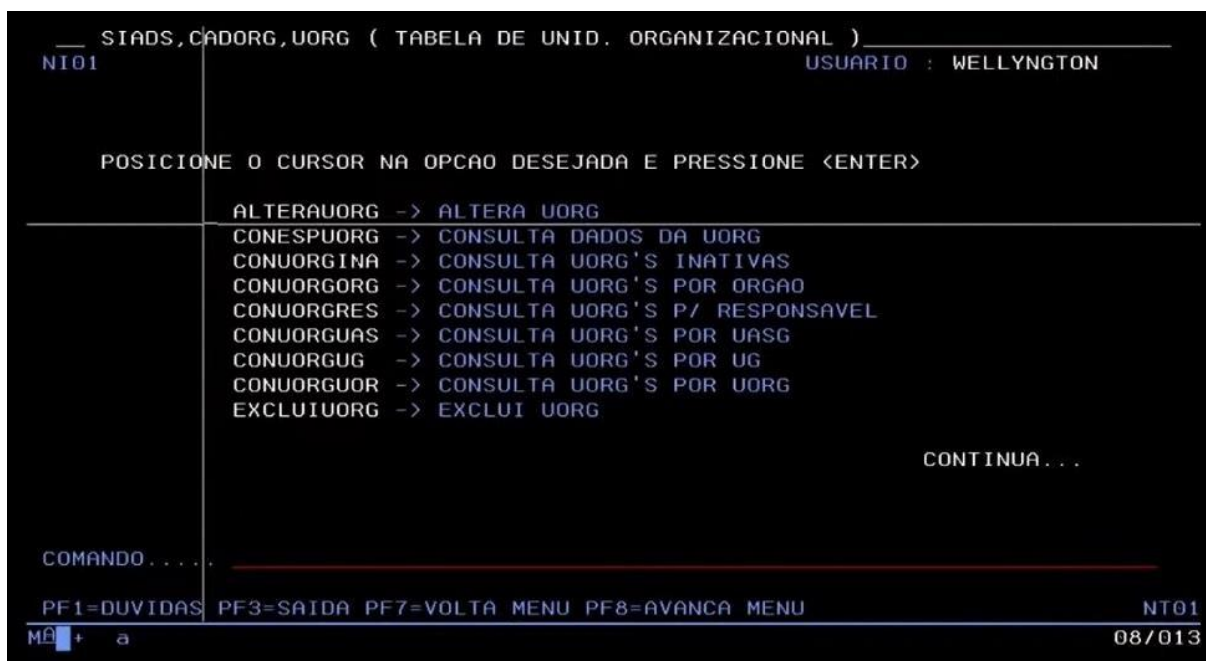 __ SIADS,CADORG,UORG ( TABELA DE UNID. ORGANIZACIONAL )
NI01 USUARIO : WELLYNGTON
POSICIONE O CURSOR NA OPCAO DESEJADA E PRESSIONE <ENTER>
ALTERAUORG -> ALTERA UORG
CONESPUORG -> CONSULTA DADOS DA UORG
CONUORGINA -> CONSULTA UORG'S INATIVAS
CONUORGORG -> CONSULTA UORG'S POR ORGAO
CONUORGRES -> CONSULTA UORG'S P/ RESPONSAVEL
CONUORGUAS -> CONSULTA UORG'S POR UASG
CONUORGUG -> CONSULTA UORG'S POR UG
CONUORGUOR -> CONSULTA UORG'S POR UORG
EXCLUIUORG -> EXCLUI UORG
CONTINUA...
COMANDO.....
PF1=DUVIDAS PF3=SAIDA PF7=VOLTA MENU PF8=AVANCA MENU NT01
MA + a 08/013